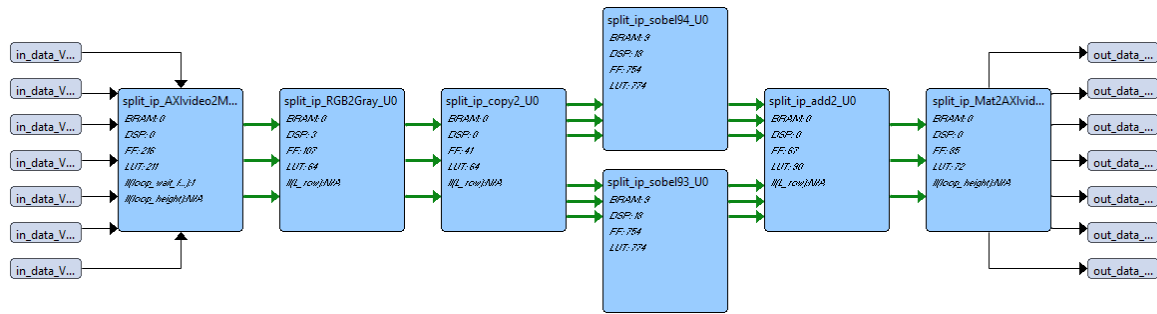 in_data_V...
in_data_V...
in_data_V...
in_data_V...
in_data_V...
in_data_V...
in_data_V...
split_ip_AXIvideo2M...
BRAM: 0
DSP: 0
FF: 216
LUT: 211
II(loop_wait_f...):1
II(loop_height):N/A
split_ip_RGB2Gray_U0
BRAM: 0
DSP: 3
FF: 107
LUT: 64
II(L_row):N/A
split_ip_copy2_U0
BRAM: 0
DSP: 0
FF: 41
LUT: 64
II(L_row):N/A
split_ip_sobel94_U0
BRAM: 9
DSP: 18
FF: 754
LUT: 774
split_ip_sobel93_U0
BRAM: 9
DSP: 18
FF: 754
LUT: 774
split_ip_add2_U0
BRAM: 0
DSP: 0
FF: 67
LUT: 90
II(L_row):N/A
split_ip_Mat2AXIvid...
BRAM: 0
DSP: 0
FF: 85
LUT: 72
II(loop_height):N/A
out_data_...
out_data_...
out_data_...
out_data_...
out_data_...
out_data_...
out_data_...